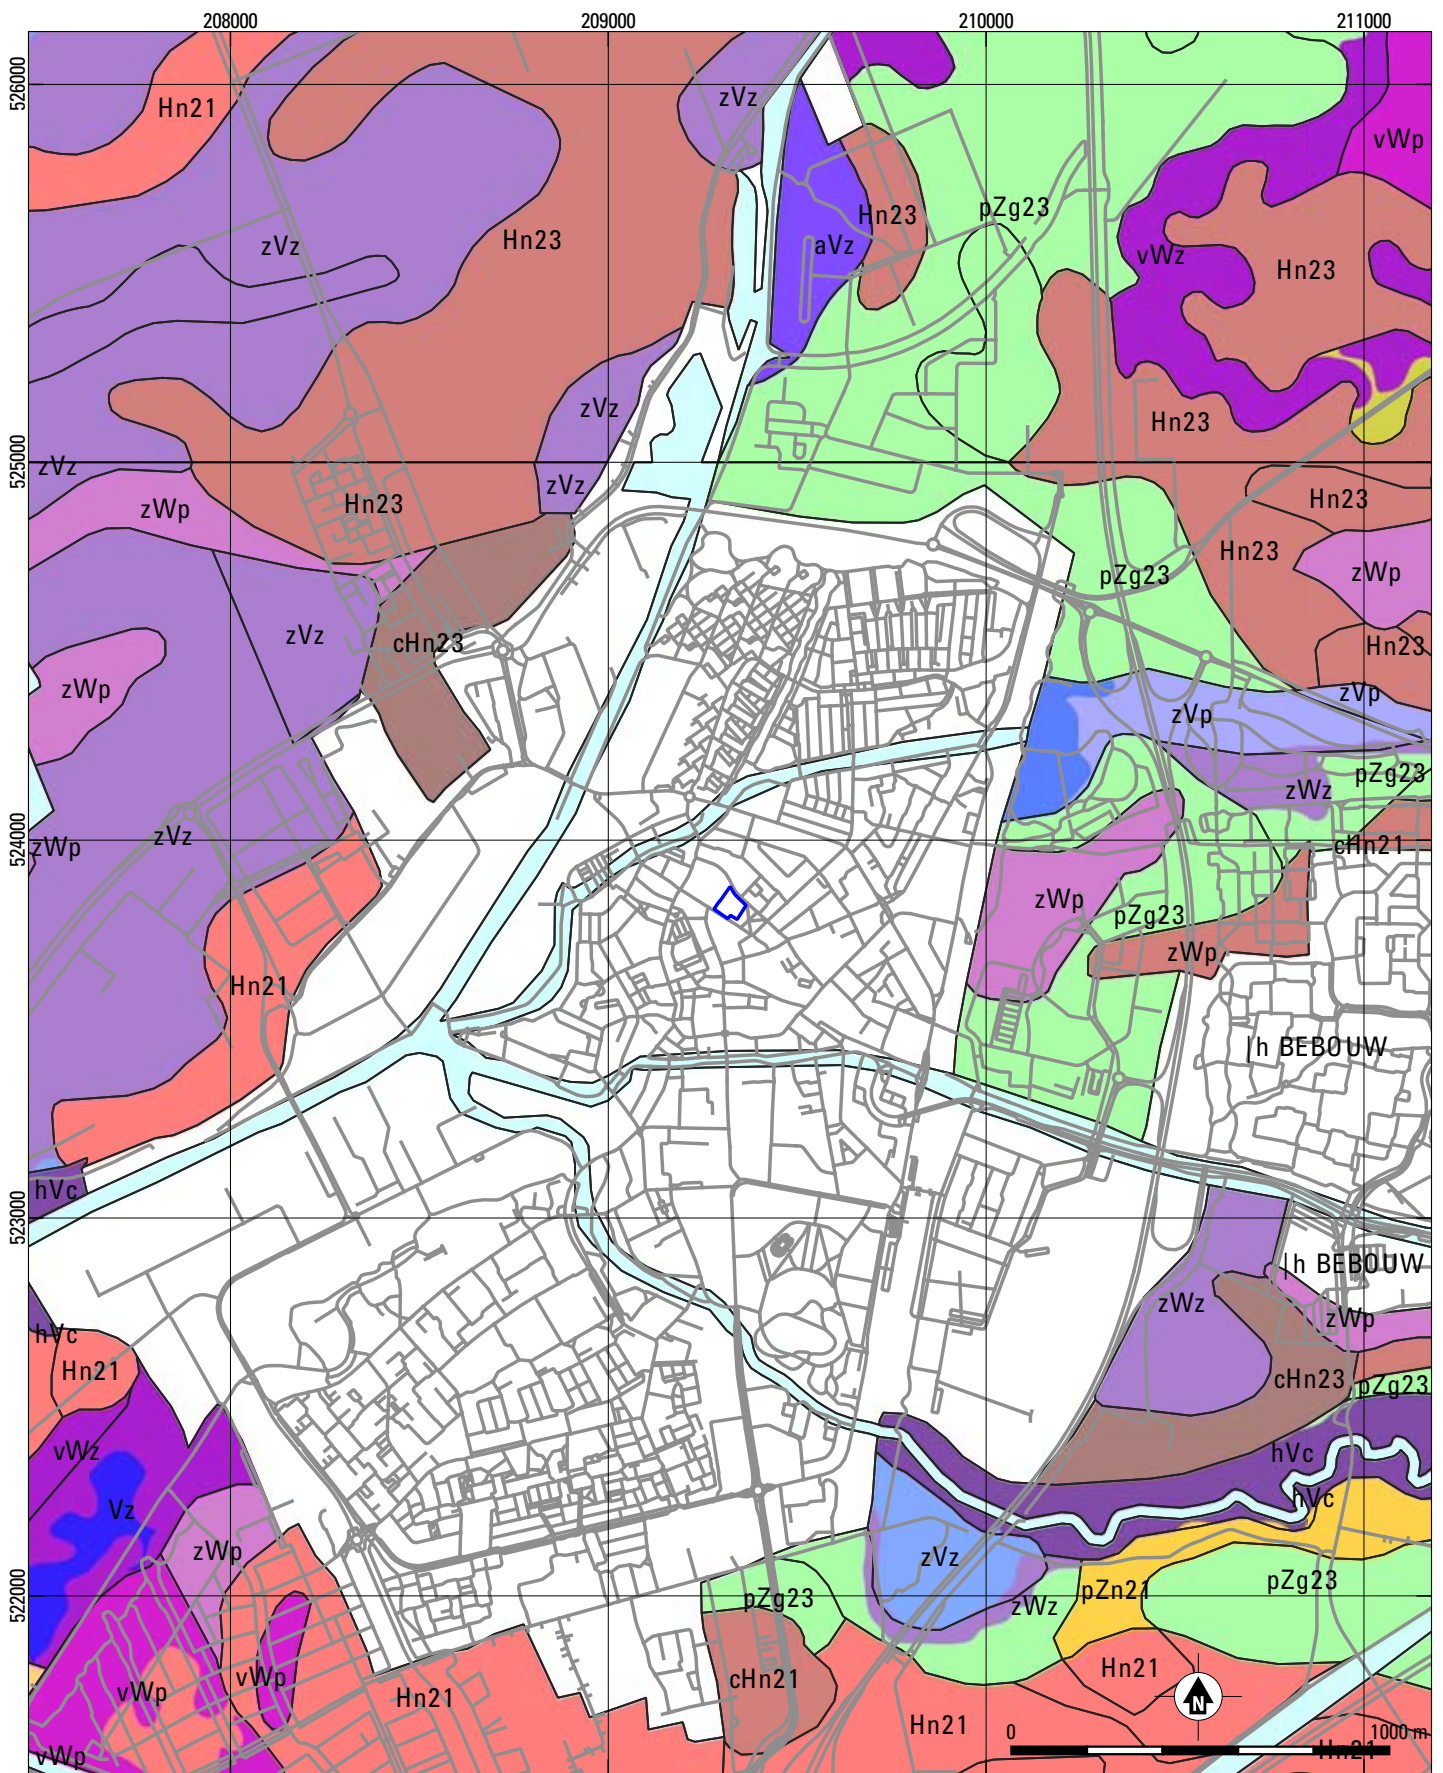 208000 209000 210000 211000
526000
zVz
Hn21
vWp
pZg23
Hn23
Hn23
zVz
aVz
vWz
Hn23
zVz
Hn23
525000
zVz
zVz
Hn23
zWp
Hn23
Hn23
zWp
pZg23
zVz
cHn23
Hn23
zWp
zVp
zVp
pZg23
zWz
524000
zVz
zWp
cHn21
zWp
pZg23
zWp
Hn21
|h BEBOUW
hVc
523000
|h BEBOUW
zWz
zWp
hVc
Hn21
cHn23
pZg23
vWz
hVc
hVc
Vz
zWp
zVz
522000
pZg23
pZn21
pZg23
zWz
Hn21
vWp
cHn21
vWp
Hn21
N
Hn21
0 1000 m
vWp
Hn21